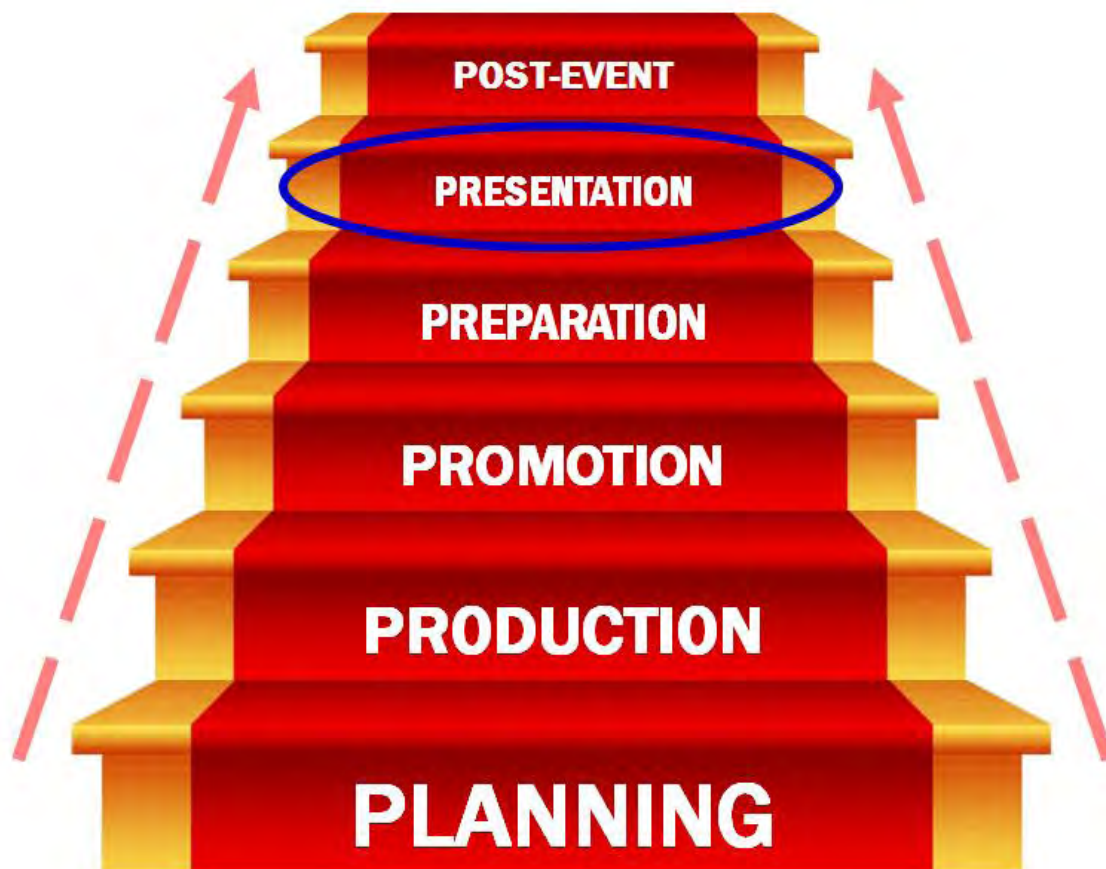 POST-EVENT
PRESENTATION
PREPARATION
PROMOTION
PRODUCTION
PLANNING